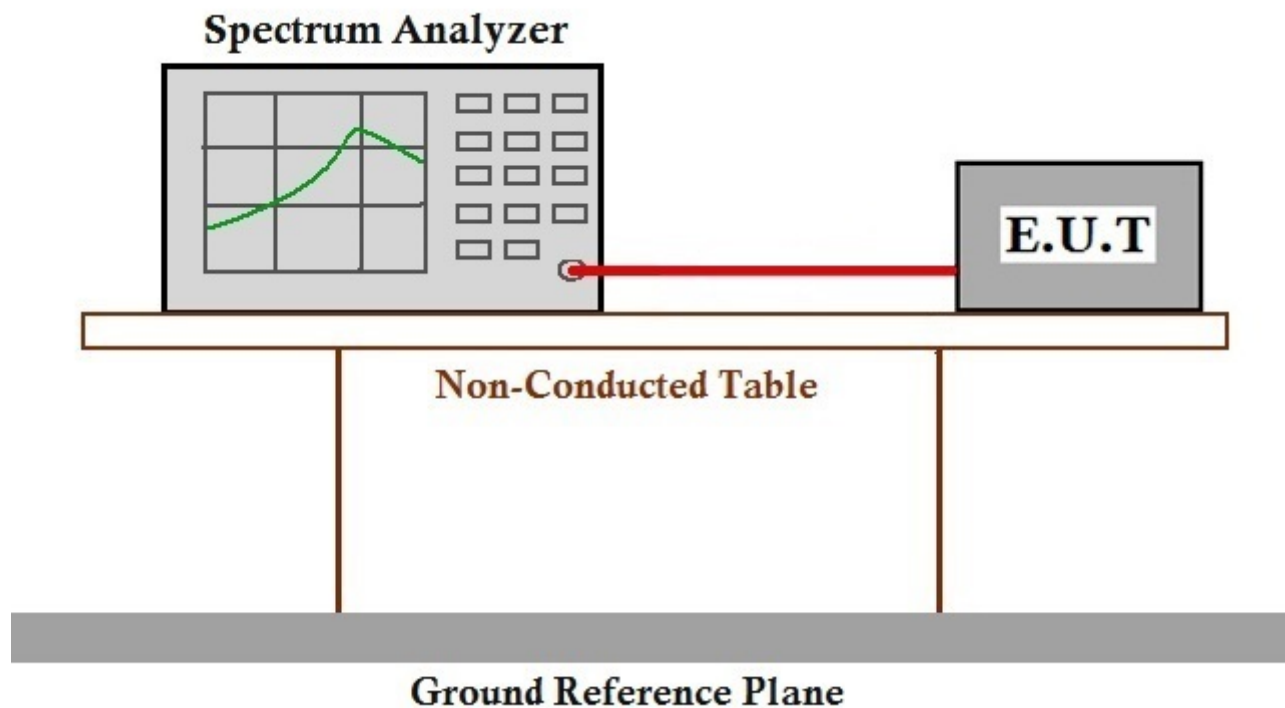 Spectrum Analyzer
E.U.T
Non-Conducted Table
Ground Reference Plane